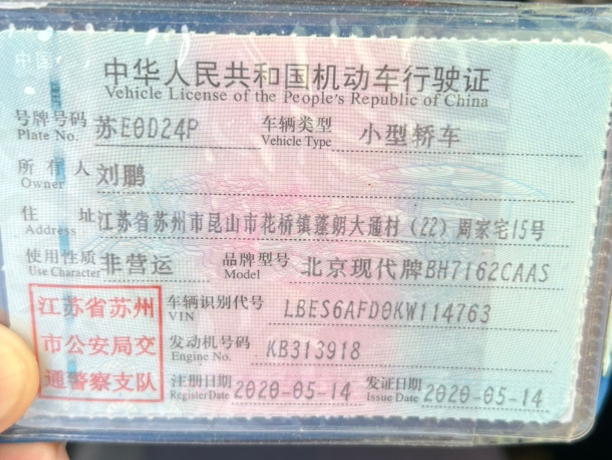 中华人民共和国机动车行驶证
Vehicle License of the People's Republic of China
号牌号码 苏E0D24P 车辆类型 小型轿车
Plate No. Vehicle Type
所有人 刘鹏
Owner
住址 江苏省苏州市昆山市花桥镇蓬朗大通村（22）周家宅15号
Address
使用性质 非营运 品牌型号 北京现代牌BH7162CAAS
Use Character Model
江苏省苏州 车辆识别代号 LBES6AFD0KW114763
VIN
市公安局交 发动机号码 KB313918
Engine No.
通警察支队 注册日期 2020-05-14 发证日期 2020-05-14
Register Date Issue Date